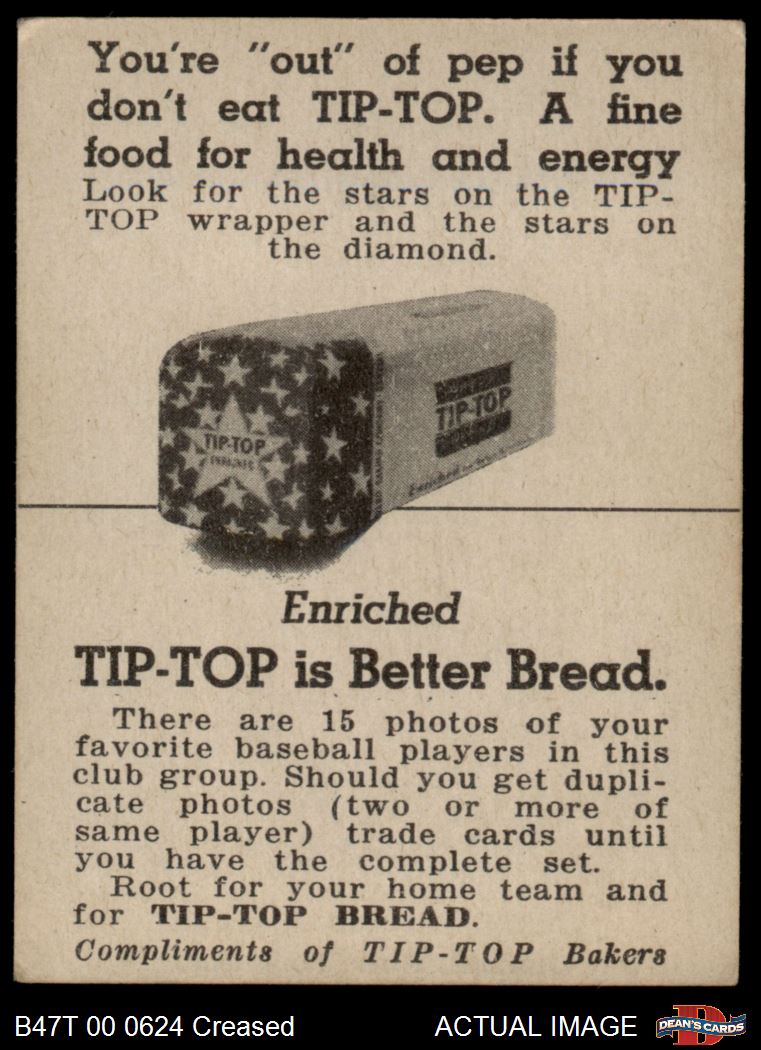 You're "out" of pep if you
don't eat TIP-TOP. A fine
food for health and energy
Look for the stars on the TIP-
TOP wrapper and the stars on
the diamond.
TIP-TOP
ENRICHED
TIP-TOP
Enriched
Enriched
TIP-TOP is Better Bread.
There are 15 photos of your
favorite baseball players in this
club group. Should you get dupli-
cate photos (two or more of
same player) trade cards until
you have the complete set.
Root for your home team and
for TIP-TOP BREAD.
Compliments of TIP-TOP Bakers
B47T 00 0624 Creased
ACTUAL IMAGE
DEAN'S CARDS